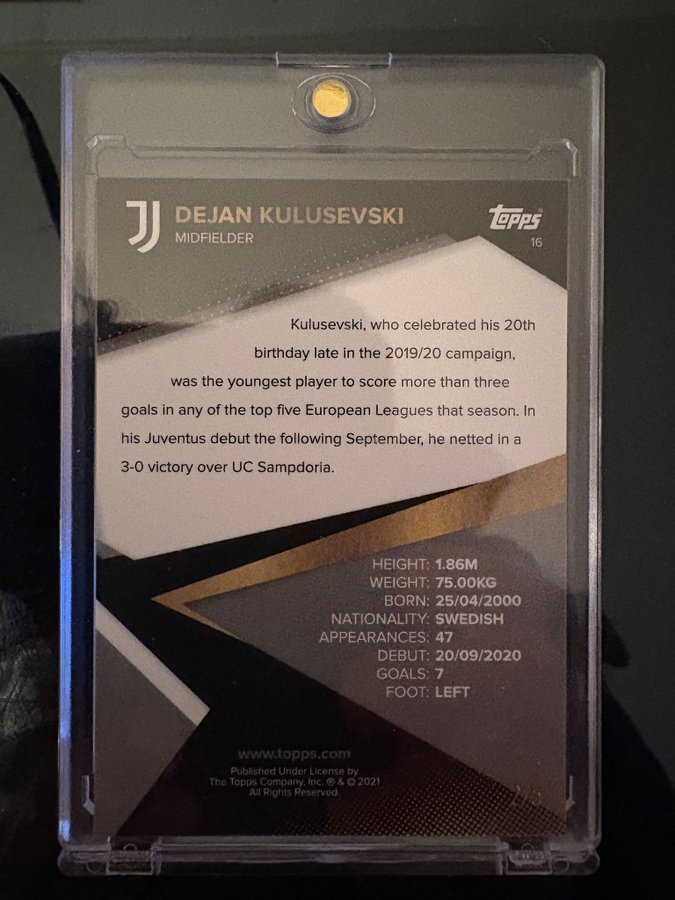 DEJAN KULUSEVSKI
MIDFIELDER
topps
16
Kulusevski, who celebrated his 20th
birthday late in the 2019/20 campaign,
was the youngest player to score more than three
goals in any of the top five European Leagues that season. In
his Juventus debut the following September, he netted in a
3-0 victory over UC Sampdoria.
HEIGHT: 1.86M
WEIGHT: 75.00KG
BORN: 25/04/2000
NATIONALITY: SWEDISH
APPEARANCES: 47
DEBUT: 20/09/2020
GOALS: 7
FOOT: LEFT
www.topps.com
Published Under License by
The Topps Company, Inc. ® & © 2021
All Rights Reserved.